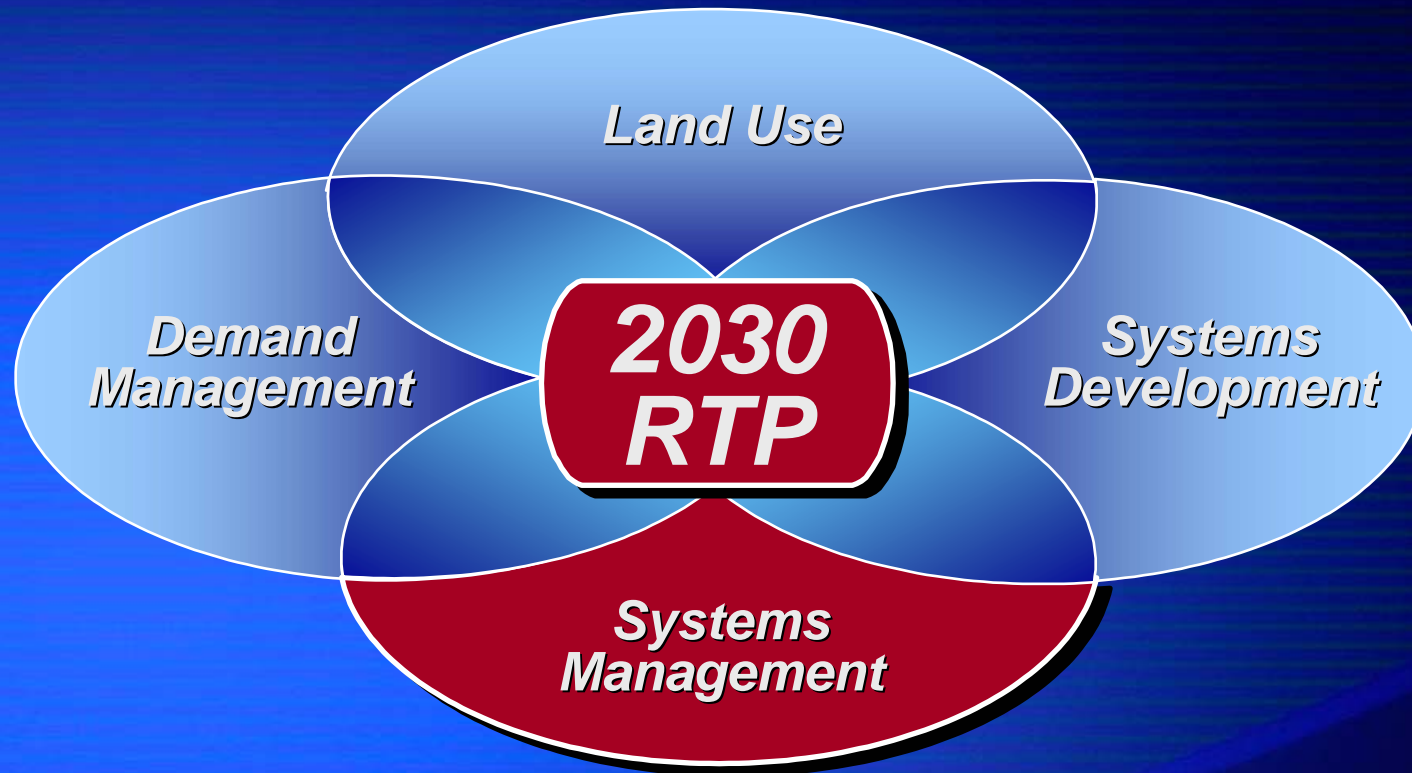 Land Use
Demand
Management
2030
RTP
Systems
Development
Systems
Management